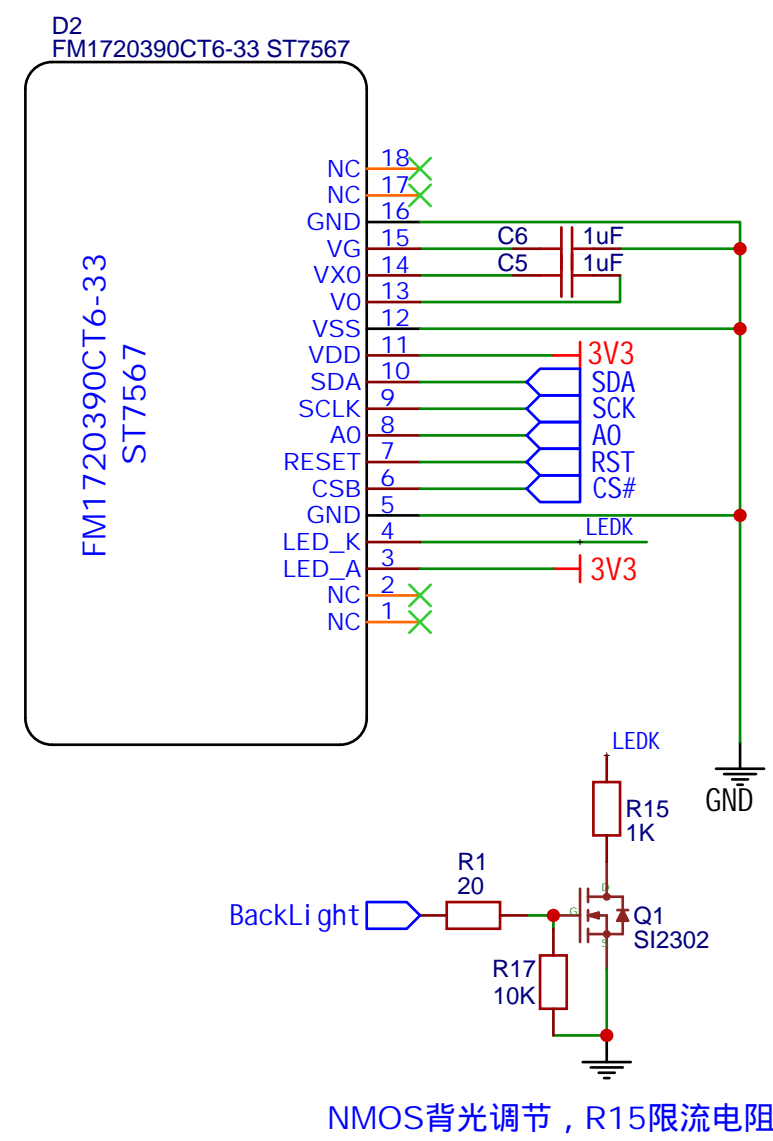 D2
FM1720390CT6-33 ST7567
FM1720390CT6-33
ST7567
NC 18
NC 17
GND 16
VG 15 C6 1uF
VX0 14 C5 1uF
V0 13
VSS 12
VDD 11 3V3
SDA 10 SDA
SCLK 9 SCK
A0 8 A0
RESET 7 RST
CSB 6 CS#
GND 5
LED_K 4 LEDK
LED_A 3 3V3
NC 2
NC 1
GND
LEDK
R15
1K
R1
20
BackLight
D
G
S
Q1
SI2302
R17
10K
NMOS背光调节，R15限流电阻